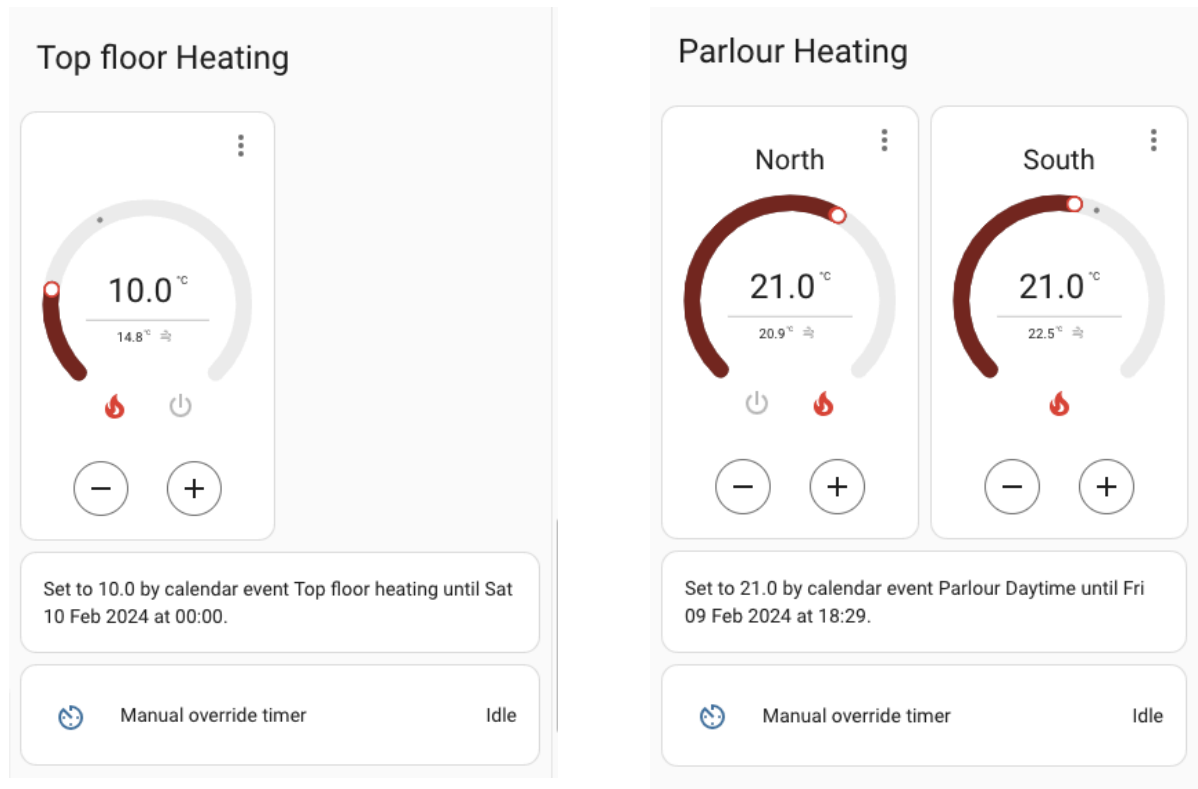 Top floor Heating
10.0 °C
14.8 °C
Set to 10.0 by calendar event Top floor heating until Sat
10 Feb 2024 at 00:00.
Manual override timer Idle
Parlour Heating
North
21.0 °C
20.9 °C
South
21.0 °C
22.5 °C
Set to 21.0 by calendar event Parlour Daytime until Fri
09 Feb 2024 at 18:29.
Manual override timer Idle